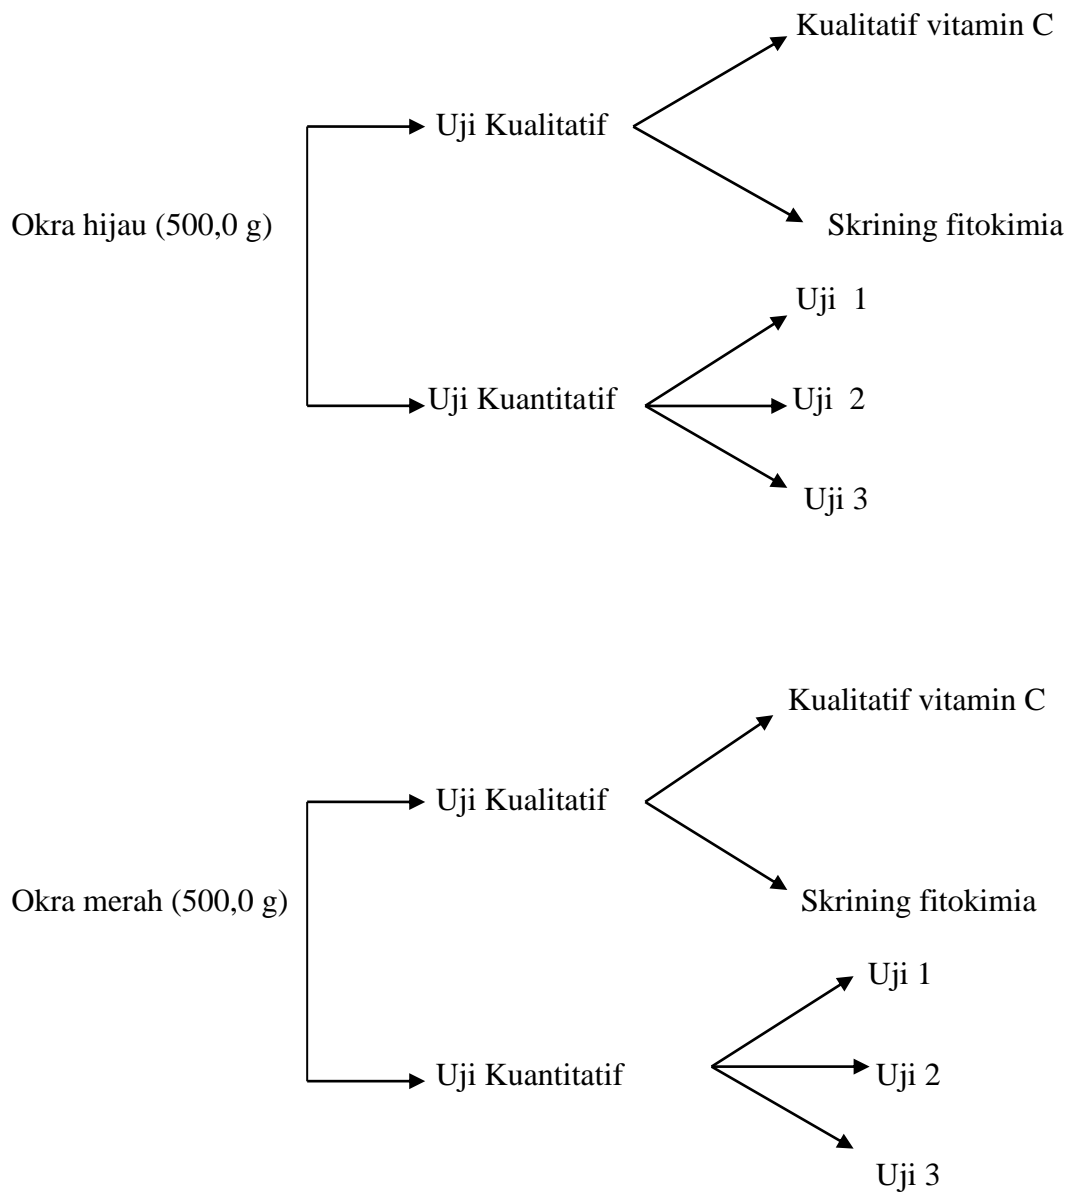 Kualitatif vitamin C
Uji Kualitatif
Okra hijau (500,0 g)
Skrining fitokimia
Uji 1
Uji Kuantitatif
Uji 2
Uji 3
Kualitatif vitamin C
Uji Kualitatif
Okra merah (500,0 g)
Skrining fitokimia
Uji 1
Uji Kuantitatif
Uji 2
Uji 3